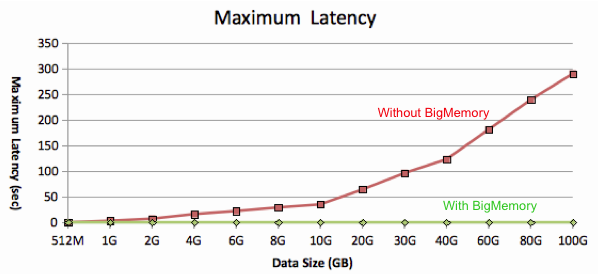 Maximum Latency
350
300
250
200
150
100
50
0
Maximum Latency (sec)
Without BigMemory
With BigMemory
512M 1G 2G 4G 6G 8G 10G 20G 30G 40G 60G 80G 100G
Data Size (GB)